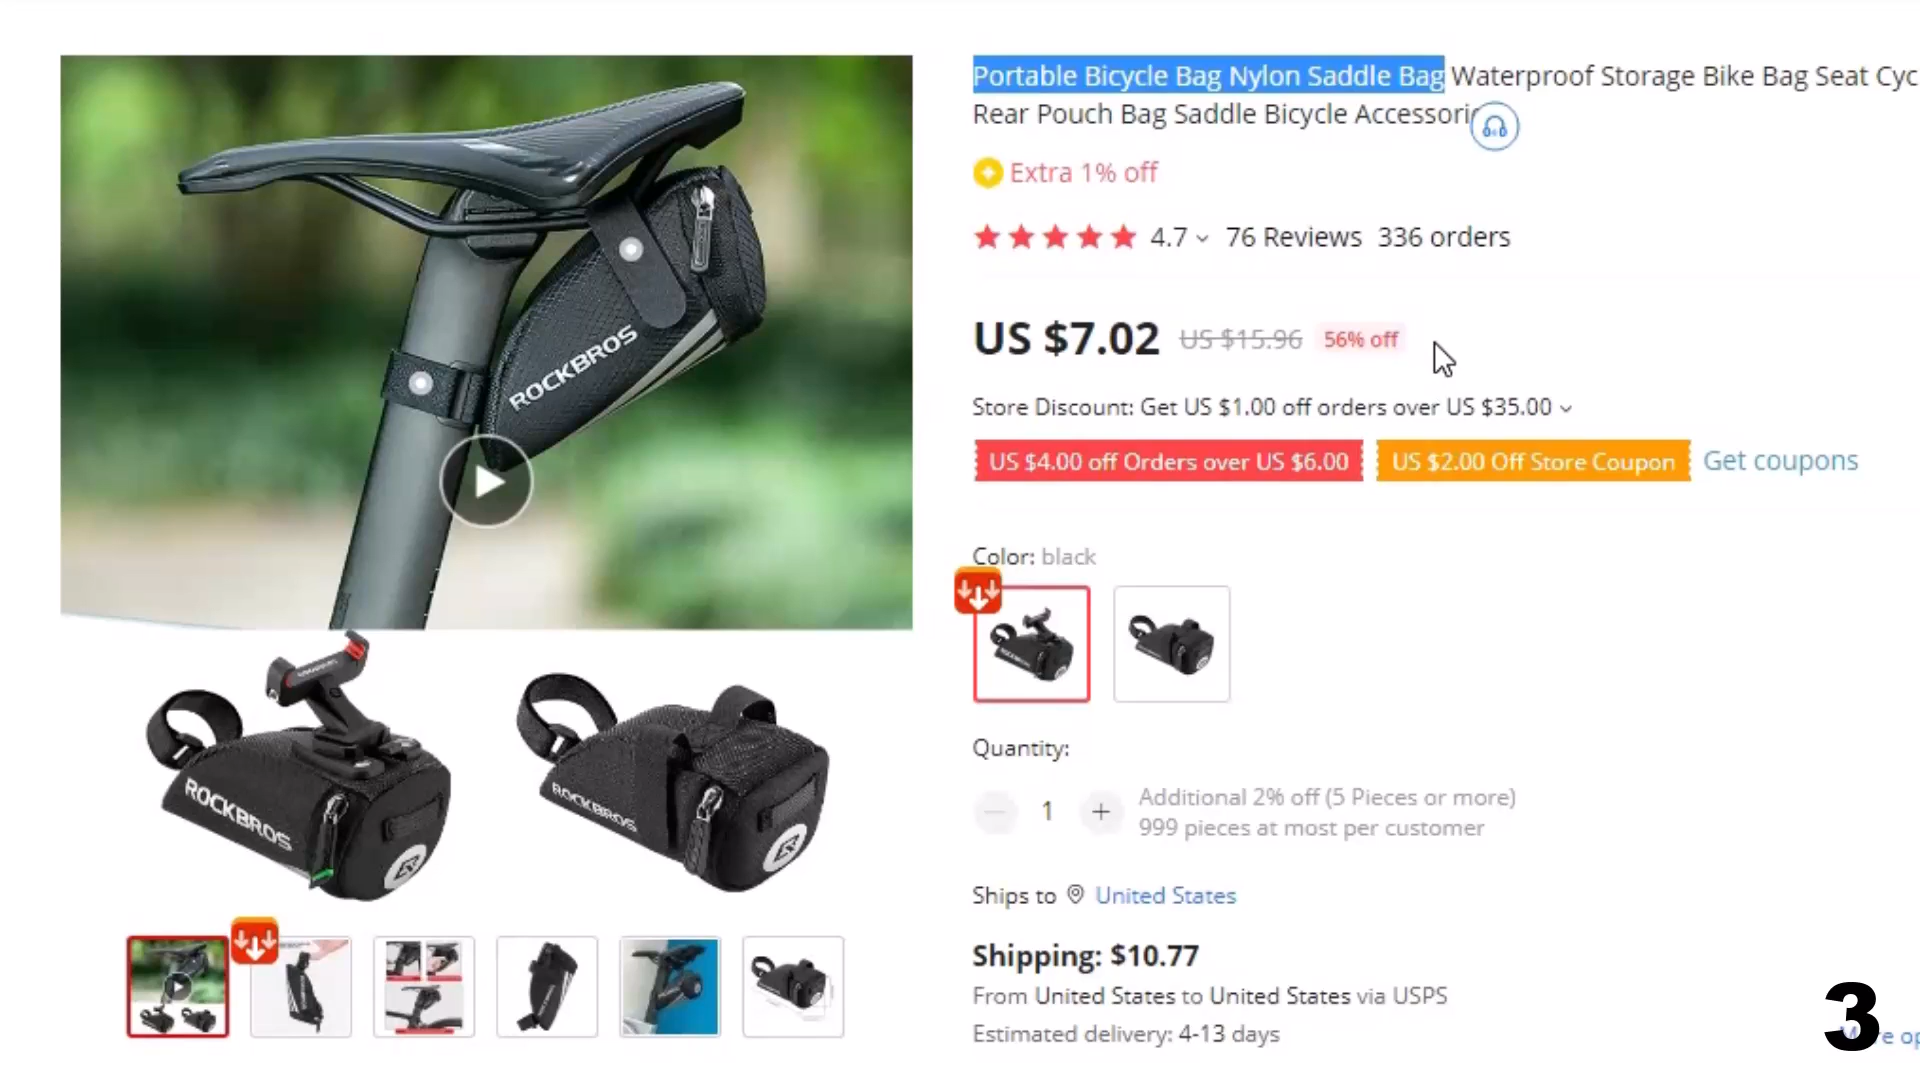 Portable Bicycle Bag Nylon Saddle Bag Waterproof Storage Bike Bag Seat Cyc
Rear Pouch Bag Saddle Bicycle Accessori
Extra 1% off
4.7 76 Reviews 336 orders
US $7.02 US $15.96 56% off
Store Discount: Get US $1.00 off orders over US $35.00
US $4.00 off Orders over US $6.00 US $2.00 Off Store Coupon Get coupons
Color: black
Quantity:
1
Additional 2% off (5 Pieces or more)
999 pieces at most per customer
Ships to United States
Shipping: $10.77
From United States to United States via USPS
Estimated delivery: 4-13 days
3
ROCKBROS
ROCKBROS
ROCKBROS